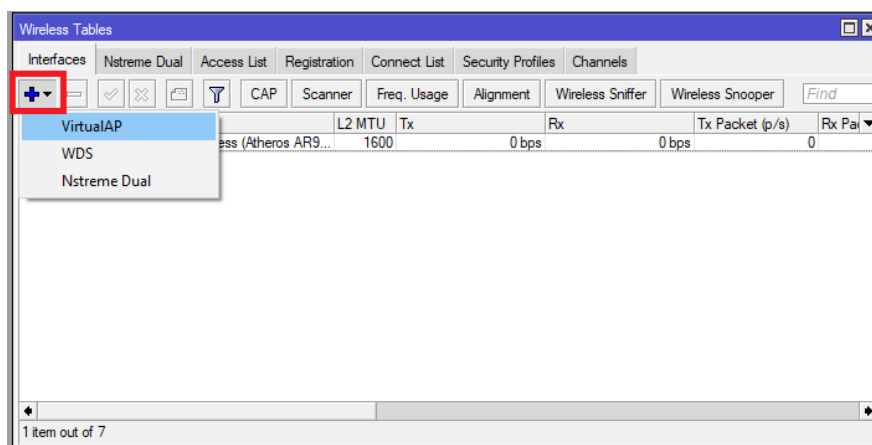 Wireless Tables
Interfaces Nstreme Dual Access List Registration Connect List Security Profiles Channels
CAP Scanner Freq. Usage Alignment Wireless Sniffer Wireless Snooper Find
L2 MTU Tx Rx Tx Packet (p/s) Rx Pa
ess (Atheros AR9... 1600 0 bps 0 bps 0
VirtualAP
WDS
Nstreme Dual
1 item out of 7